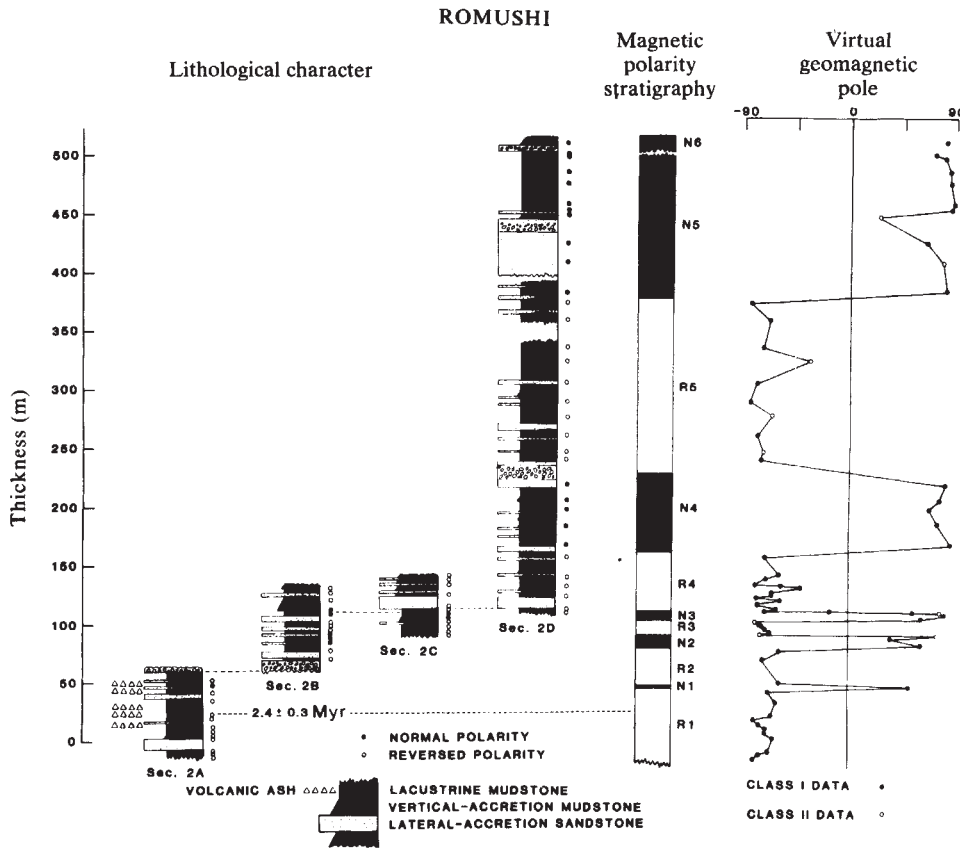 ROMUSHI
Lithological character
Magnetic
polarity
stratigraphy
Virtual
geomagnetic
pole
-90 0 90
Thickness (m)
500
450
400
350
300
250
200
150
100
50
0
N6
N5
R5
N4
R4
N3
R3
N2
R2
N1
R1
Sec. 2D
Sec. 2C
Sec. 2B
Sec. 2A
2.4 ± 0.3 Myr
NORMAL POLARITY
REVERSED POLARITY
VOLCANIC ASH
LACUSTRINE MUDSTONE
VERTICAL-ACCRETION MUDSTONE
LATERAL-ACCRETION SANDSTONE
CLASS I DATA
CLASS II DATA